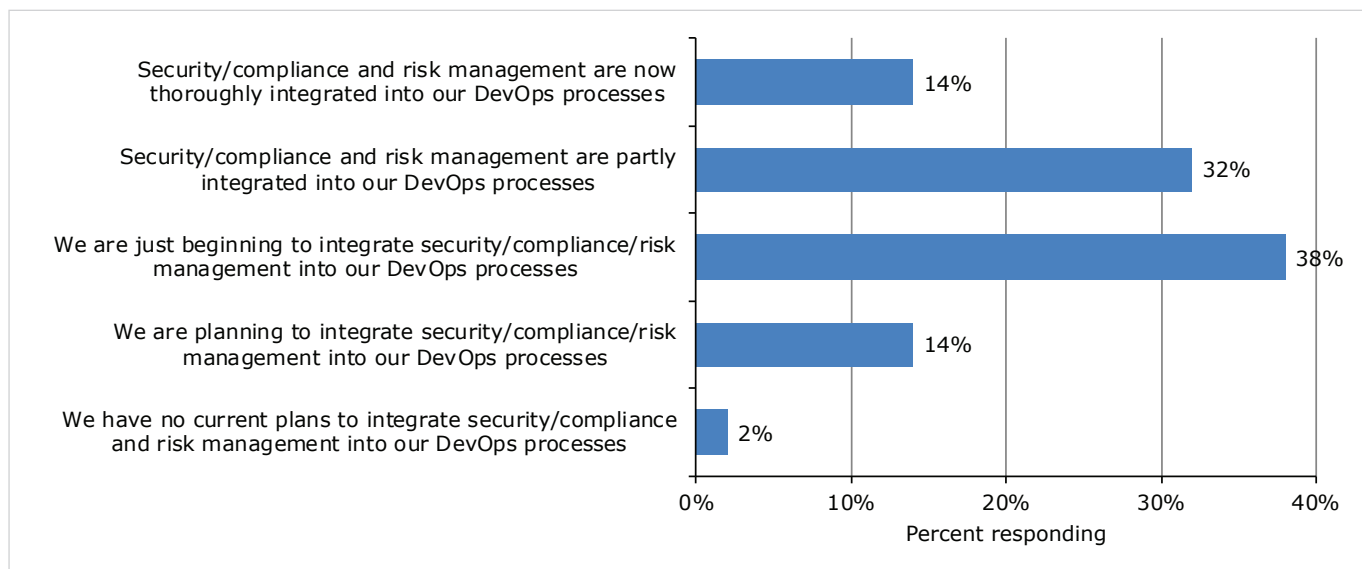 Security/compliance and risk management are now
thoroughly integrated into our DevOps processes
14%
Security/compliance and risk management are partly
integrated into our DevOps processes
32%
We are just beginning to integrate security/compliance/risk
management into our DevOps processes
38%
We are planning to integrate security/compliance/risk
management into our DevOps processes
14%
We have no current plans to integrate security/compliance
and risk management into our DevOps processes
2%
0% 10% 20% 30% 40%
Percent responding